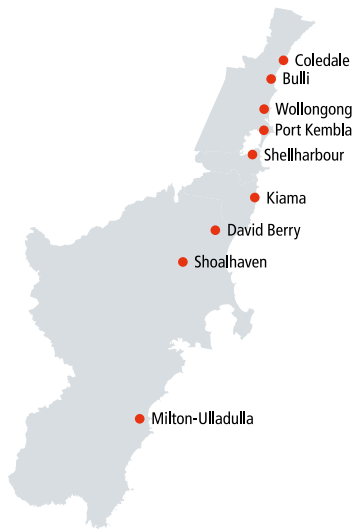 Coledale
Bulli
Wollongong
Port Kembla
Shellharbour
Kiama
David Berry
Shoalhaven
Milton-Ulladulla